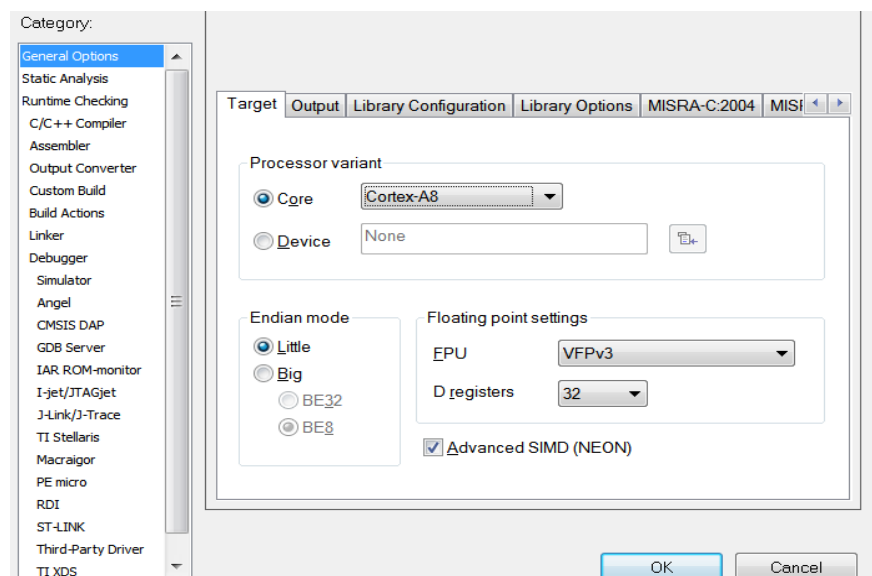 Category:
General Options
Static Analysis
Runtime Checking
C/C++ Compiler
Assembler
Output Converter
Custom Build
Build Actions
Linker
Debugger
Simulator
Angel
CMSIS DAP
GDB Server
IAR ROM-monitor
I-jet/JTAGjet
J-Link/J-Trace
TI Stellaris
Macraigor
PE micro
RDI
ST-LINK
Third-Party Driver
TI XDS
Target Output Library Configuration Library Options MISRA-C:2004
Processor variant
Core Cortex-A8
Device None
Endian mode
Little
Big
BE32
BE8
Floating point settings
FPU VFPv3
D registers 32
Advanced SIMD (NEON)
OK Cancel